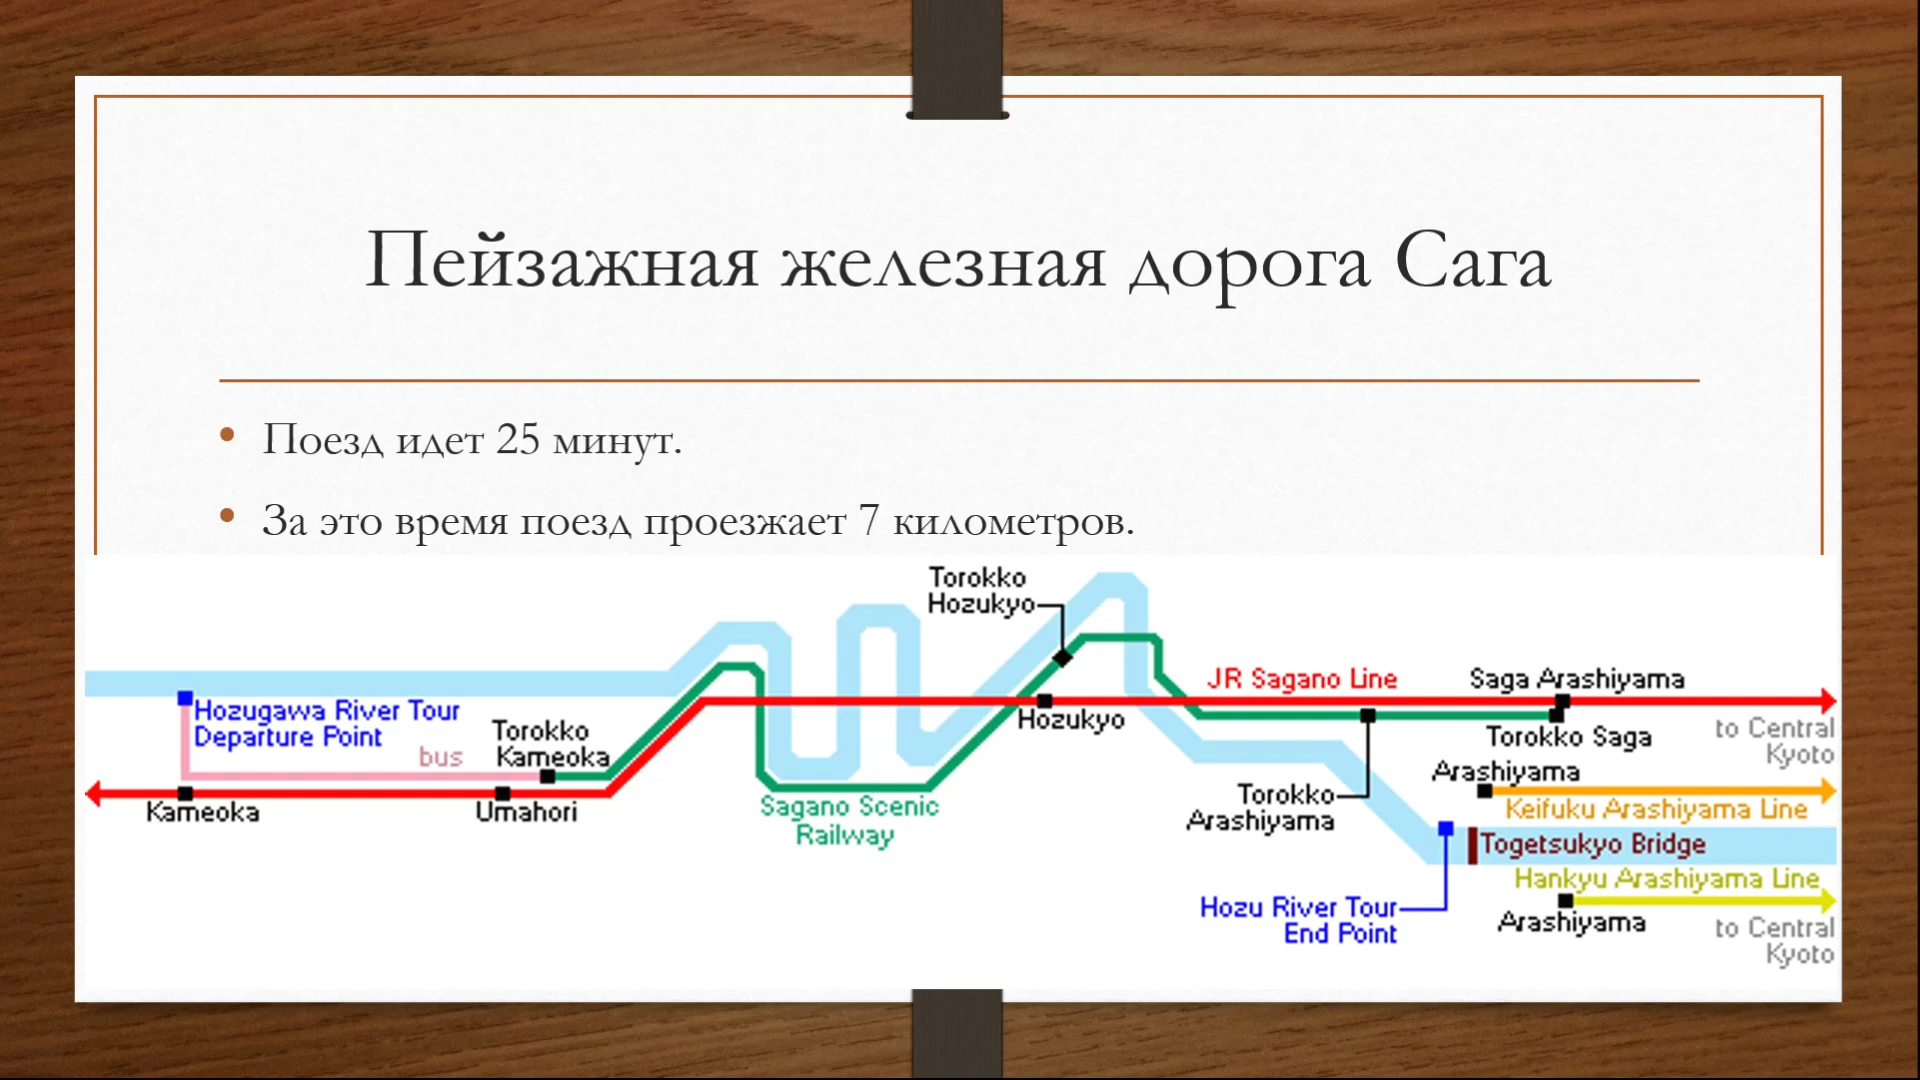 Пейзажная железная дорога Сага
Поезд идет 25 минут.
За это время поезд проезжает 7 километров.
Torokko
Hozukyo
JR Sagano Line
Saga Arashiyama
Hozugawa River Tour
Departure Point
bus
Torokko
Kameoka
Hozukyo
Torokko Saga
to Central
Kyoto
Arashiyama
Kameoka
Umahori
Sagano Scenic
Railway
Torokko
Arashiyama
Keifuku Arashiyama Line
Togetsukyo Bridge
Hankyu Arashiyama Line
Hozu River Tour
End Point
Arashiyama
to Central
Kyoto